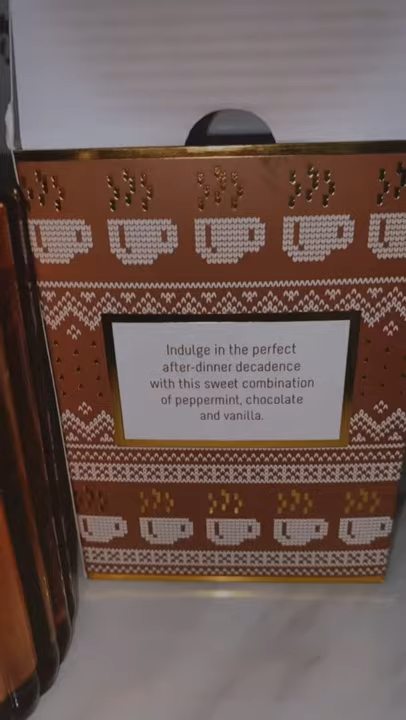 Indulge in the perfect
after-dinner decadence
with this sweet combination
of peppermint, chocolate
and vanilla.